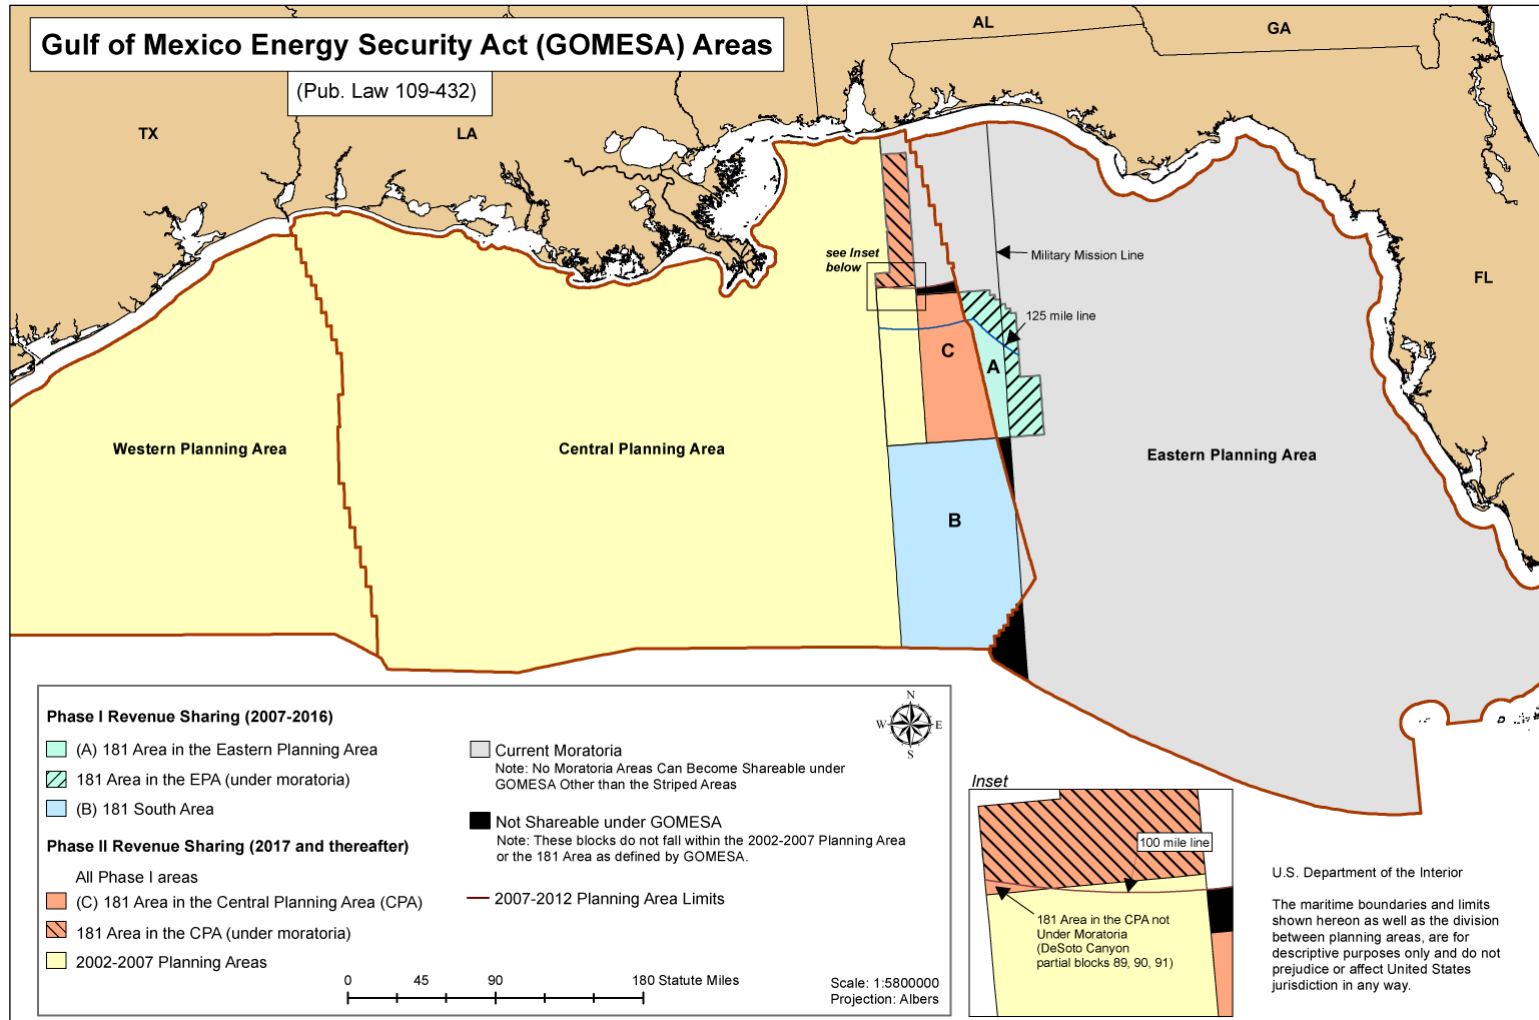 Gulf of Mexico Energy Security Act (GOMESA) Areas
(Pub. Law 109-432)
TX
LA
AL
GA
FL
see Inset
below
Military Mission Line
125 mile line
C
A
B
Western Planning Area
Central Planning Area
Eastern Planning Area
Phase I Revenue Sharing (2007-2016)
(A) 181 Area in the Eastern Planning Area
181 Area in the EPA (under moratoria)
(B) 181 South Area
Phase II Revenue Sharing (2017 and thereafter)
All Phase I areas
(C) 181 Area in the Central Planning Area (CPA)
181 Area in the CPA (under moratoria)
2002-2007 Planning Areas
Current Moratoria
Note: No Moratoria Areas Can Become Shareable under
GOMESA Other than the Striped Areas
Not Shareable under GOMESA
Note: These blocks do not fall within the 2002-2007 Planning Area
or the 181 Area as defined by GOMESA.
2007-2012 Planning Area Limits
N
W E
S
0 45 90 180 Statute Miles
Scale: 1:5800000
Projection: Albers
Inset
100 mile line
181 Area in the CPA not
Under Moratoria
(DeSoto Canyon
partial blocks 89, 90, 91)
U.S. Department of the Interior
The maritime boundaries and limits
shown hereon as well as the division
between planning areas, are for
descriptive purposes only and do not
prejudice or affect United States
jurisdiction in any way.